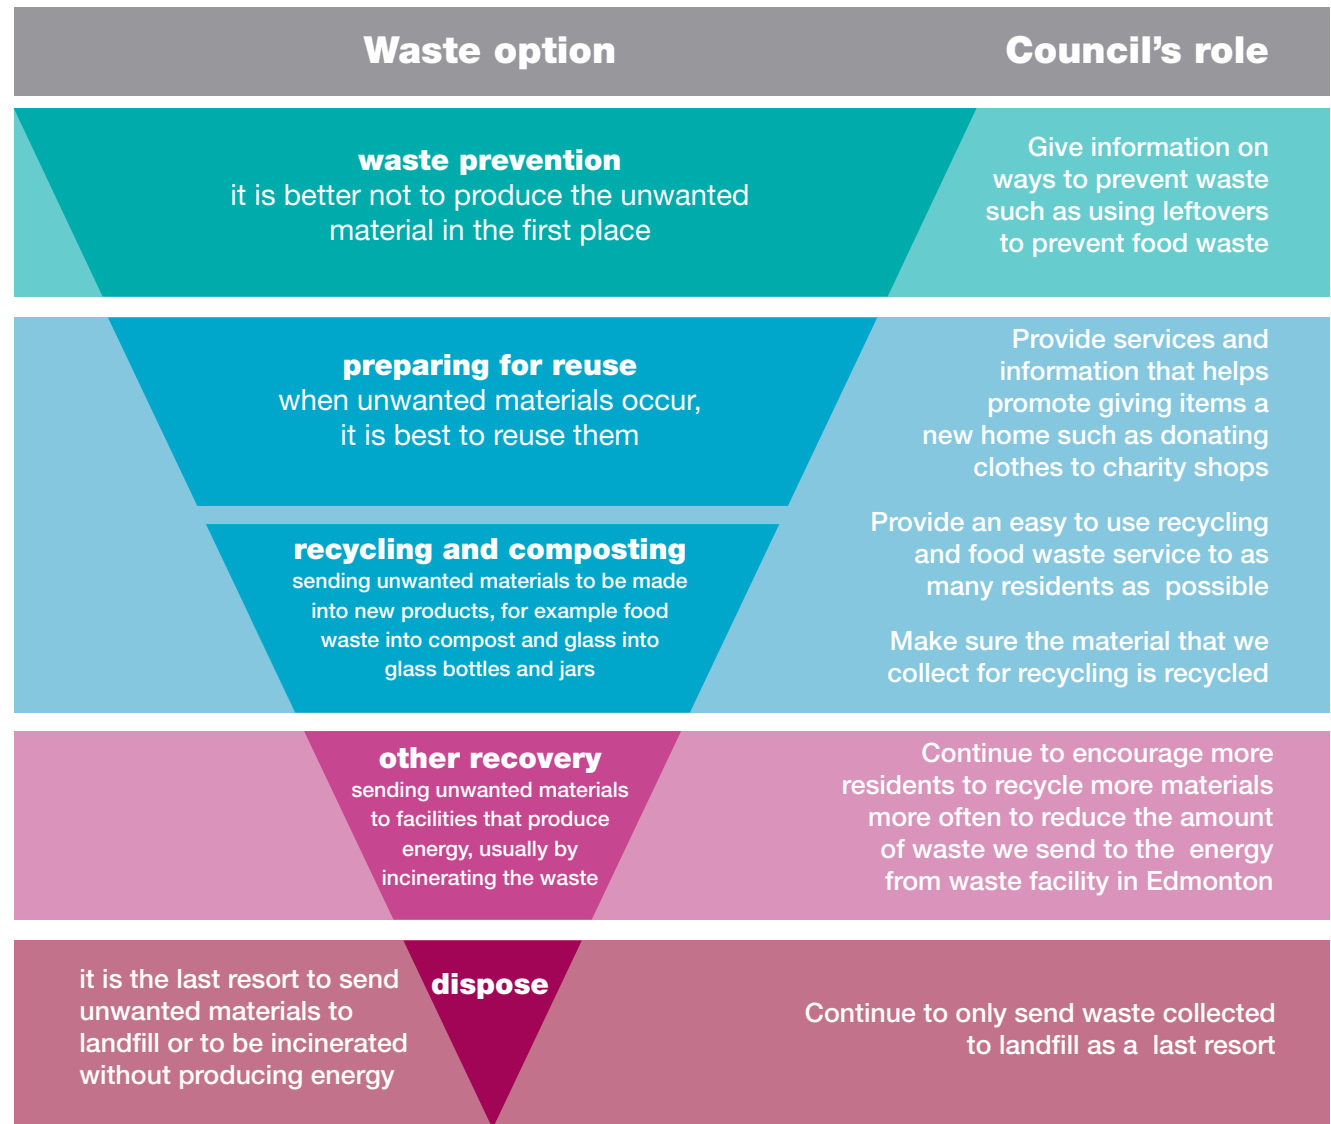 Waste option
Council's role
waste prevention
it is better not to produce the unwanted
material in the first place
Give information on
ways to prevent waste
such as using leftovers
to prevent food waste
preparing for reuse
when unwanted materials occur,
it is best to reuse them
Provide services and
information that helps
promote giving items a
new home such as donating
clothes to charity shops
recycling and composting
sending unwanted materials to be made
into new products, for example food
waste into compost and glass into
glass bottles and jars
Provide an easy to use recycling
and food waste service to as
many residents as possible
Make sure the material that we
collect for recycling is recycled
other recovery
sending unwanted materials
to facilities that produce
energy, usually by
incinerating the waste
Continue to encourage more
residents to recycle more materials
more often to reduce the amount
of waste we send to the energy
from waste facility in Edmonton
dispose
it is the last resort to send
unwanted materials to
landfill or to be incinerated
without producing energy
Continue to only send waste collected
to landfill as a last resort